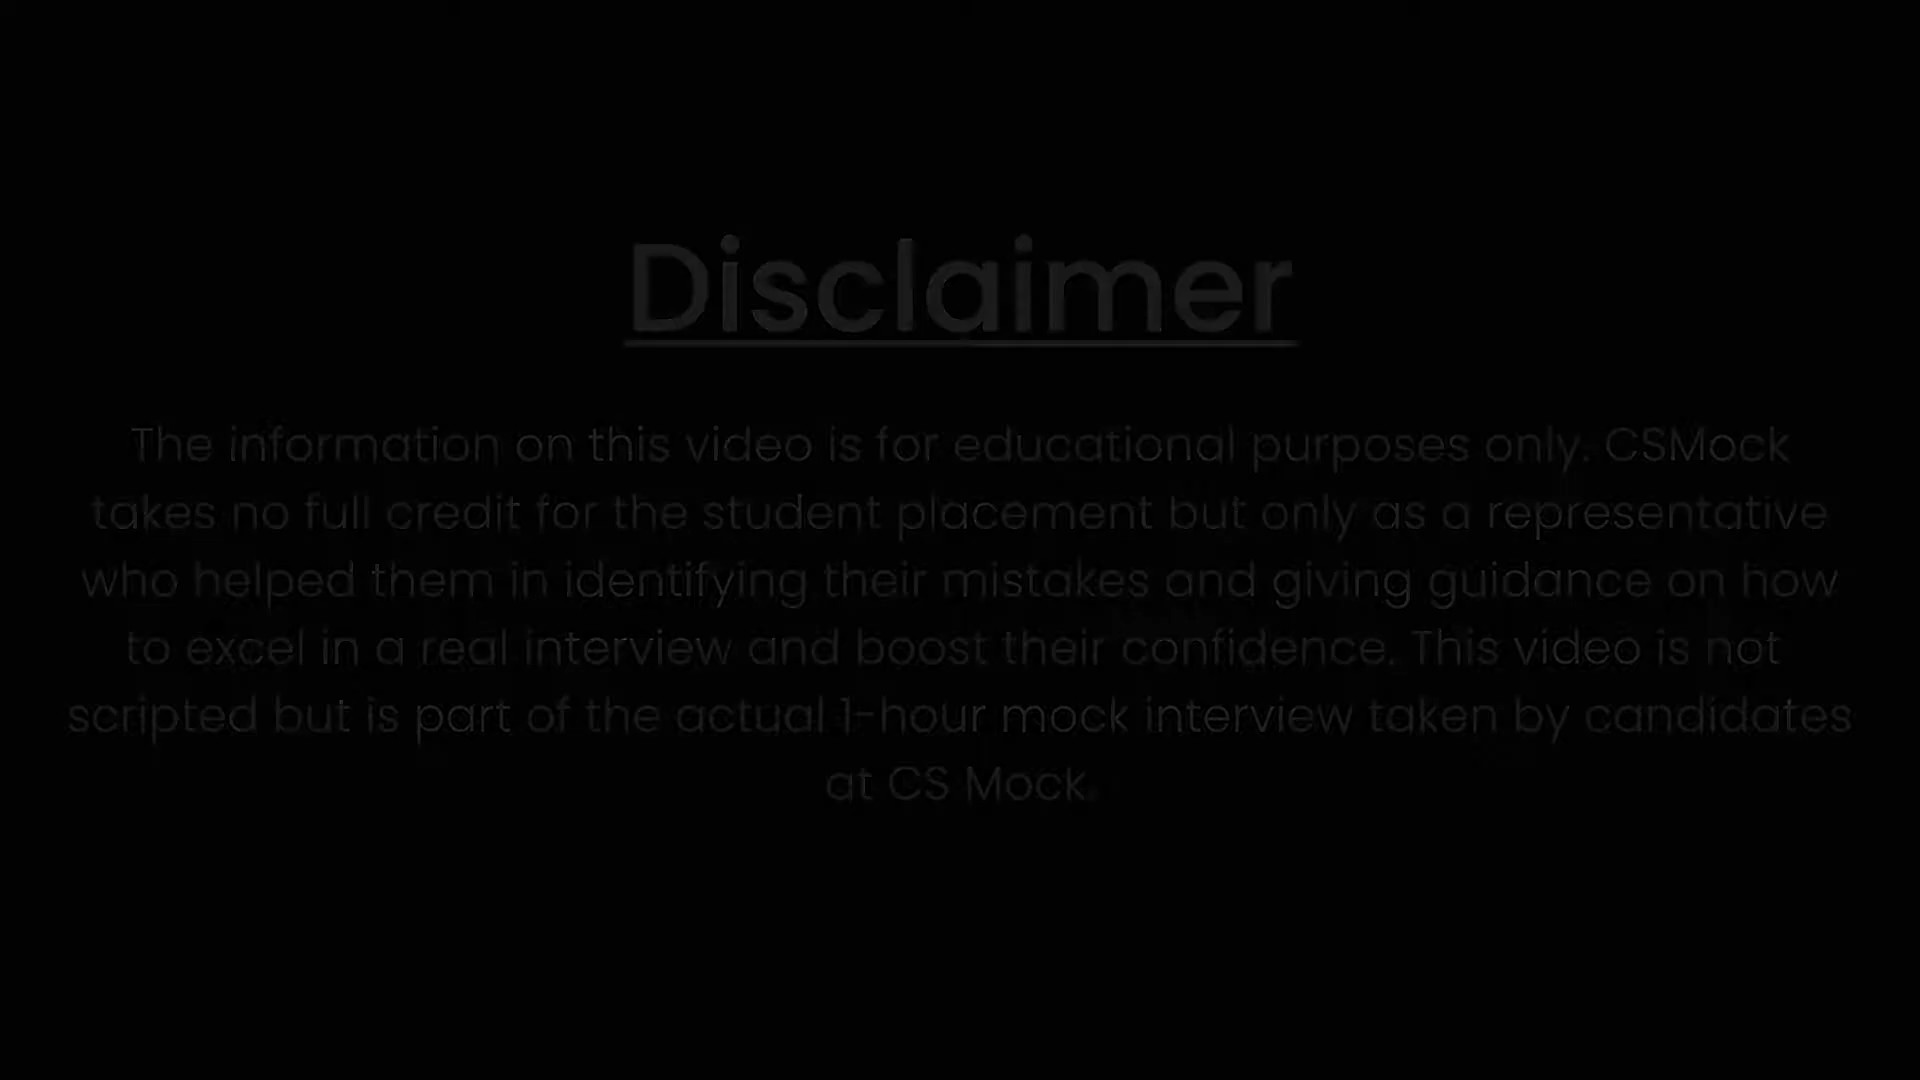 Disclaimer
The information on this video is for educational purposes only. CSMock
takes no full credit for the student placement but only as a representative
who helped them in identifying their mistakes and giving guidance on how
to excel in a real interview and boost their confidence. This video is not
scripted but is part of the actual 1-hour mock interview taken by candidates
at CS Mock.